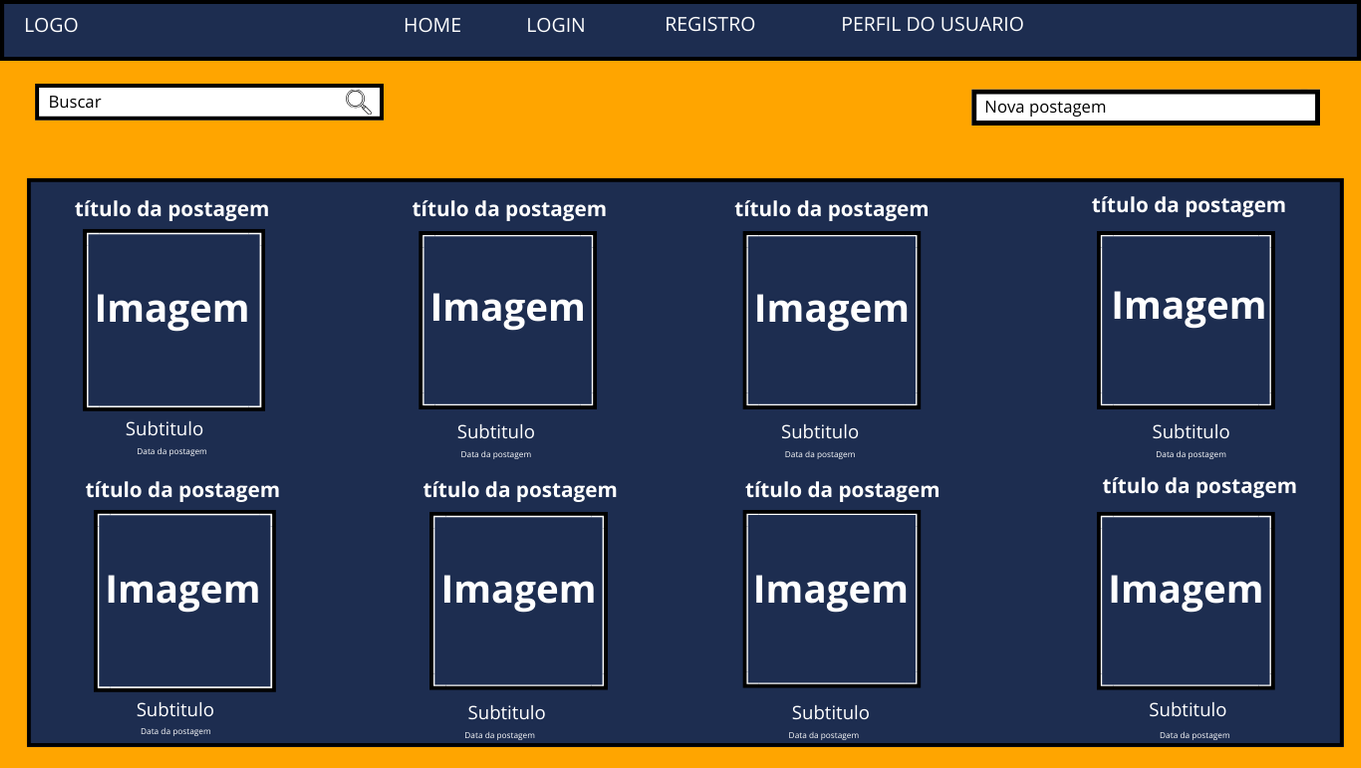 LOGO HOME LOGIN REGISTRO PERFIL DO USUARIO
Buscar
Nova postagem
título da postagem título da postagem título da postagem título da postagem
Imagem Imagem Imagem Imagem
Subtitulo Subtitulo Subtitulo Subtitulo
Data da postagem Data da postagem Data da postagem Data da postagem
título da postagem título da postagem título da postagem título da postagem
Imagem Imagem Imagem Imagem
Subtitulo Subtitulo Subtitulo Subtitulo
Data da postagem Data da postagem Data da postagem Data da postagem